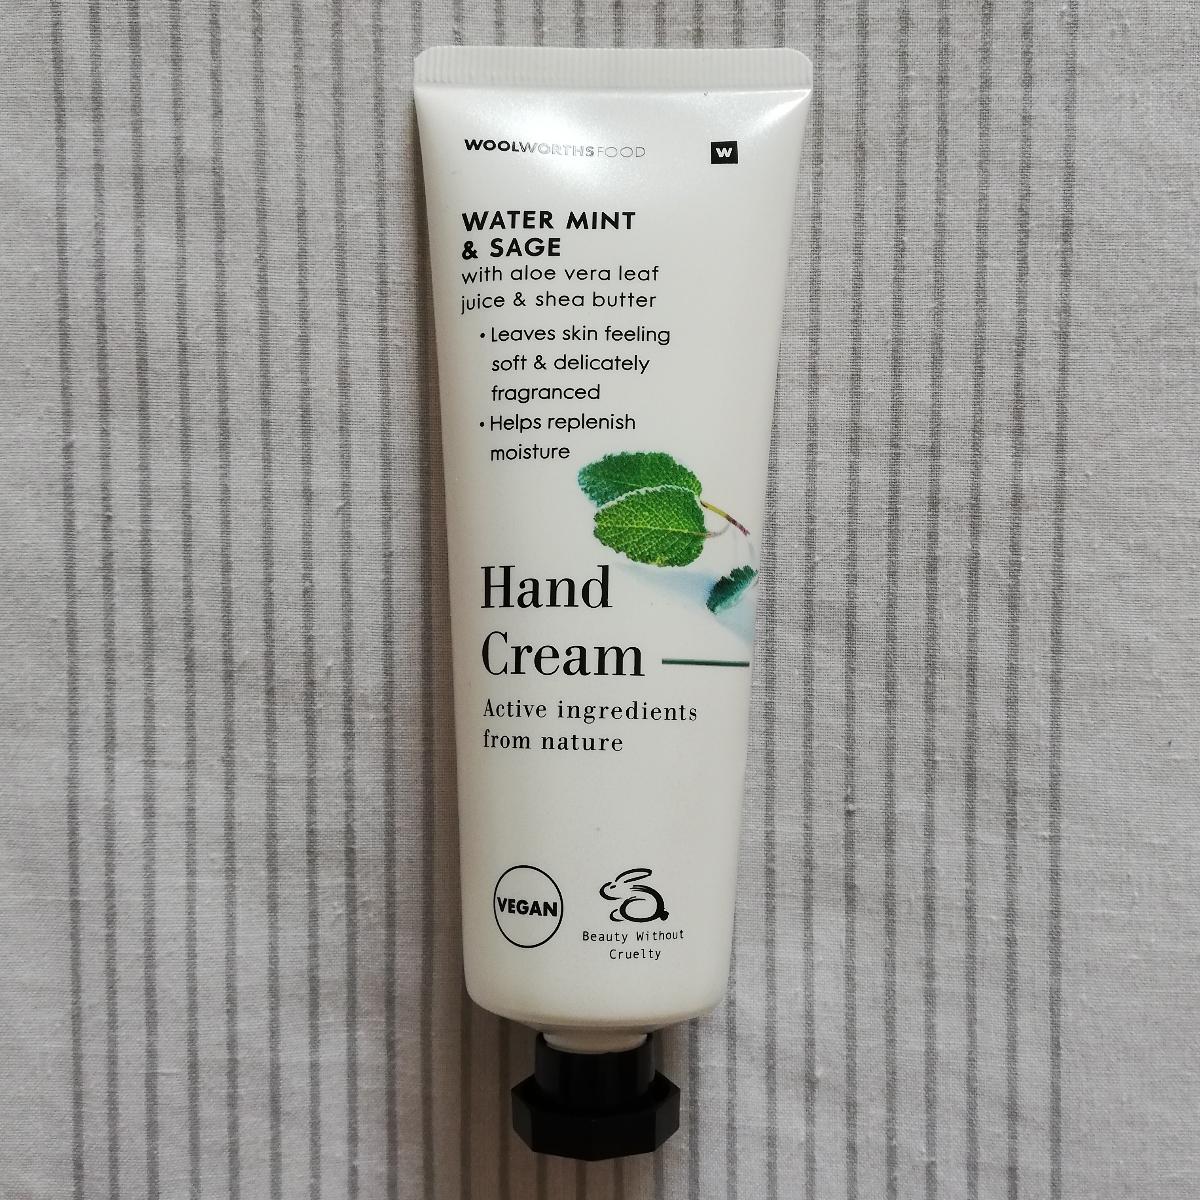 WOOLWORTHSFOOD W
WATER MINT
& SAGE
with aloe vera leaf
juice & shea butter
• Leaves skin feeling
soft & delicately
fragranced
• Helps replenish
moisture
Hand
Cream
Active ingredients
from nature
VEGAN
Beauty Without
Cruelty